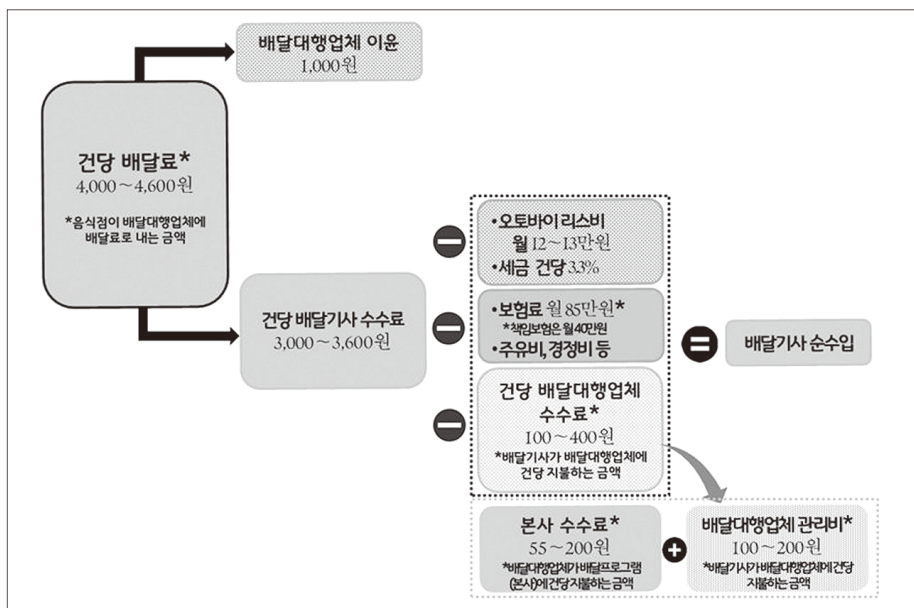 배달대행업체 이윤
1,000원
건당 배달료*
4,000～4,600원
*음식점이 배달대행업체에
배달료로 내는 금액
건당 배달기사 수수료
3,000～3,600원
•오토바이 리스비
월 12～13만원
•세금 건당 3.3%
•보험료 월 85만원*
*책임보험은 월 40만원
•주유비, 경정비 등
건당 배달대행업체
수수료*
100～400원
*배달기사가 배달대행업체에
건당 지불하는 금액
배달기사 순수입
본사 수수료*
55～200원
*배달대행업체가 배달프로그램
(본사)에 건당 지불하는 금액
배달대행업체 관리비*
100～200원
*배달기사가 배달대행업체에 건당
지불하는 금액